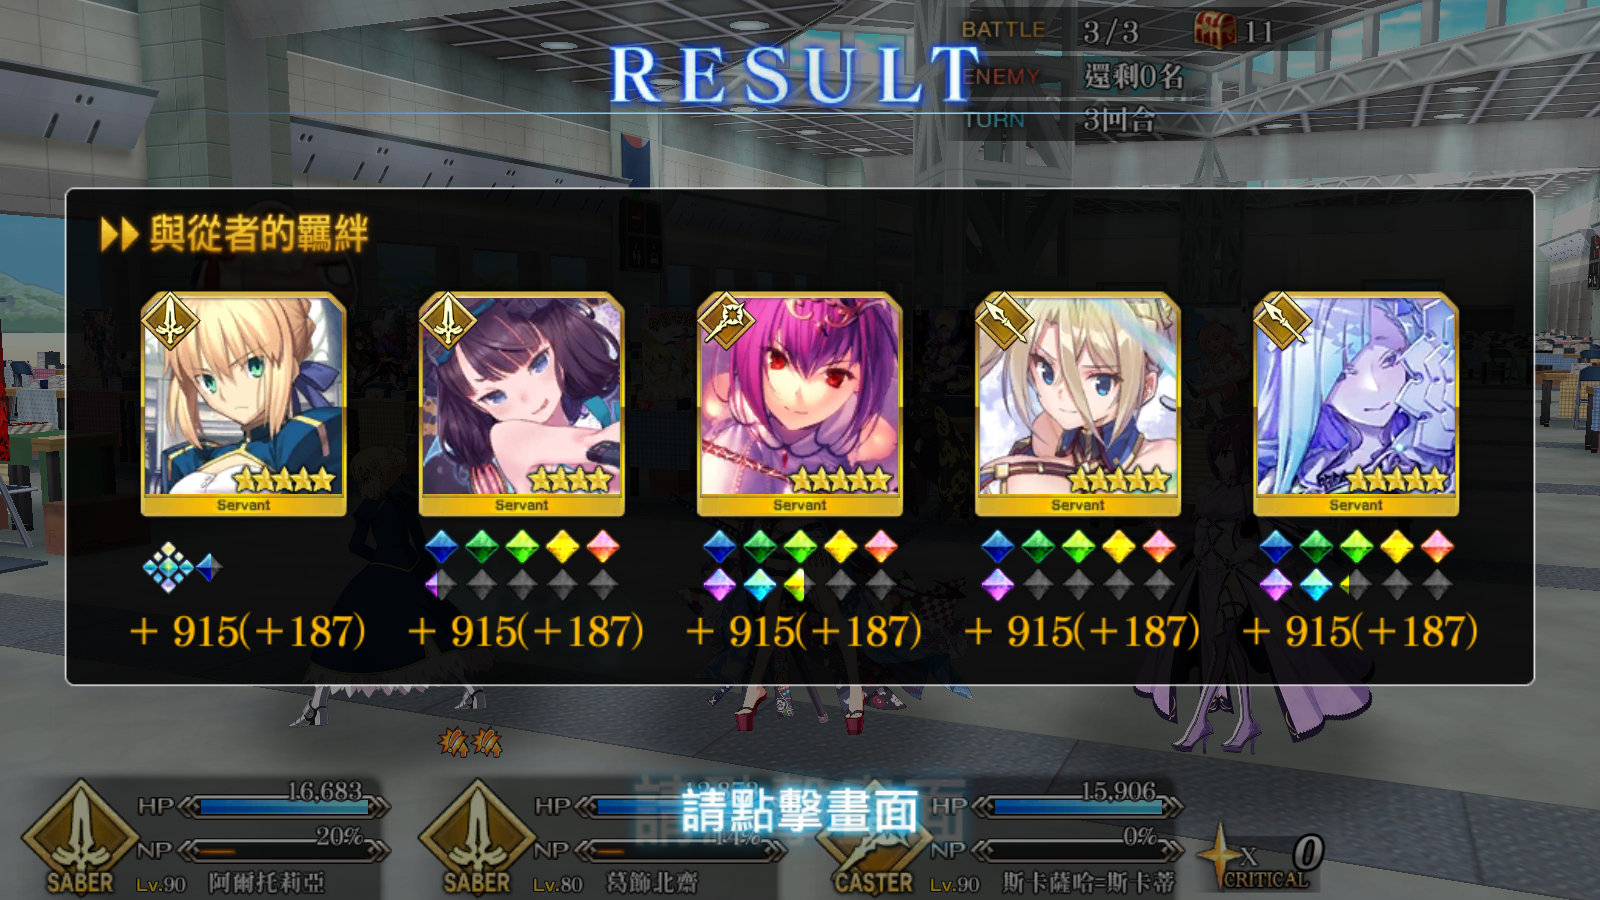 BATTLE 3/3 11
RESULT
ENEMY 還剩0名
TURN 3回合
與從者的羈絆
Servant Servant Servant Servant Servant
+ 915(+187) + 915(+187) + 915(+187) + 915(+187) + 915(+187)
請點擊畫面
HP 16,683 HP HP 15,906
NP 20% NP NP 0%
SABER Lv.90 阿爾托莉亞
SABER Lv.80 葛飾北齋
CASTER Lv.90 斯卡薩哈=斯卡蒂
X 0
CRITICAL